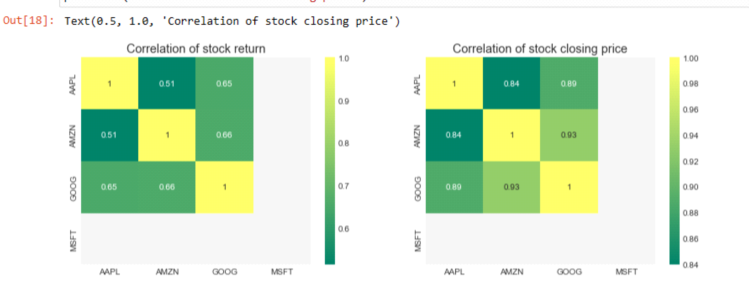 Out[18]: Text(0.5, 1.0, 'Correlation of stock closing price')
Correlation of stock return
AAPL 1 0.51 0.65
AMZN 0.51 1 0.66
GOOG 0.65 0.66 1
MSFT
AAPL AMZN GOOG MSFT
1.0
0.9
0.8
0.7
0.6
Correlation of stock closing price
AAPL 1 0.84 0.89
AMZN 0.84 1 0.93
GOOG 0.89 0.93 1
MSFT
AAPL AMZN GOOG MSFT
1.00
0.98
0.96
0.94
0.92
0.90
0.88
0.86
0.84